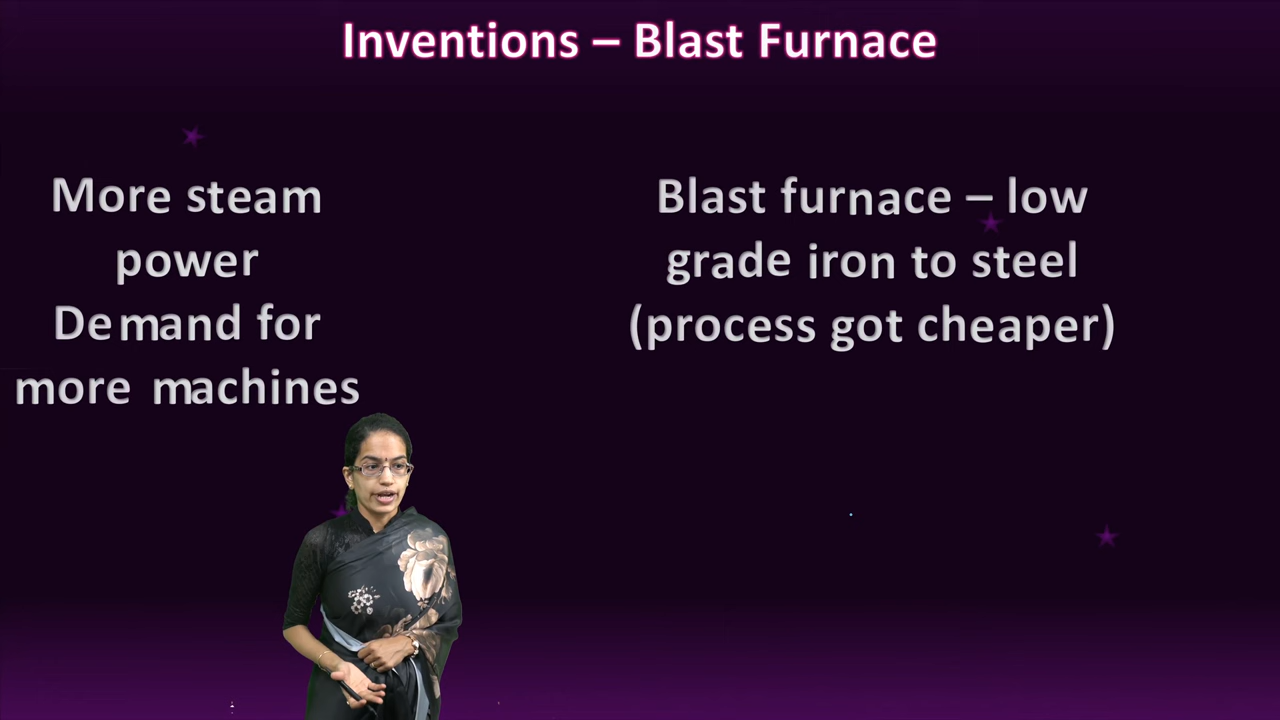 Inventions – Blast Furnace
More steam
power
Demand for
more machines
Blast furnace – low
grade iron to steel
(process got cheaper)